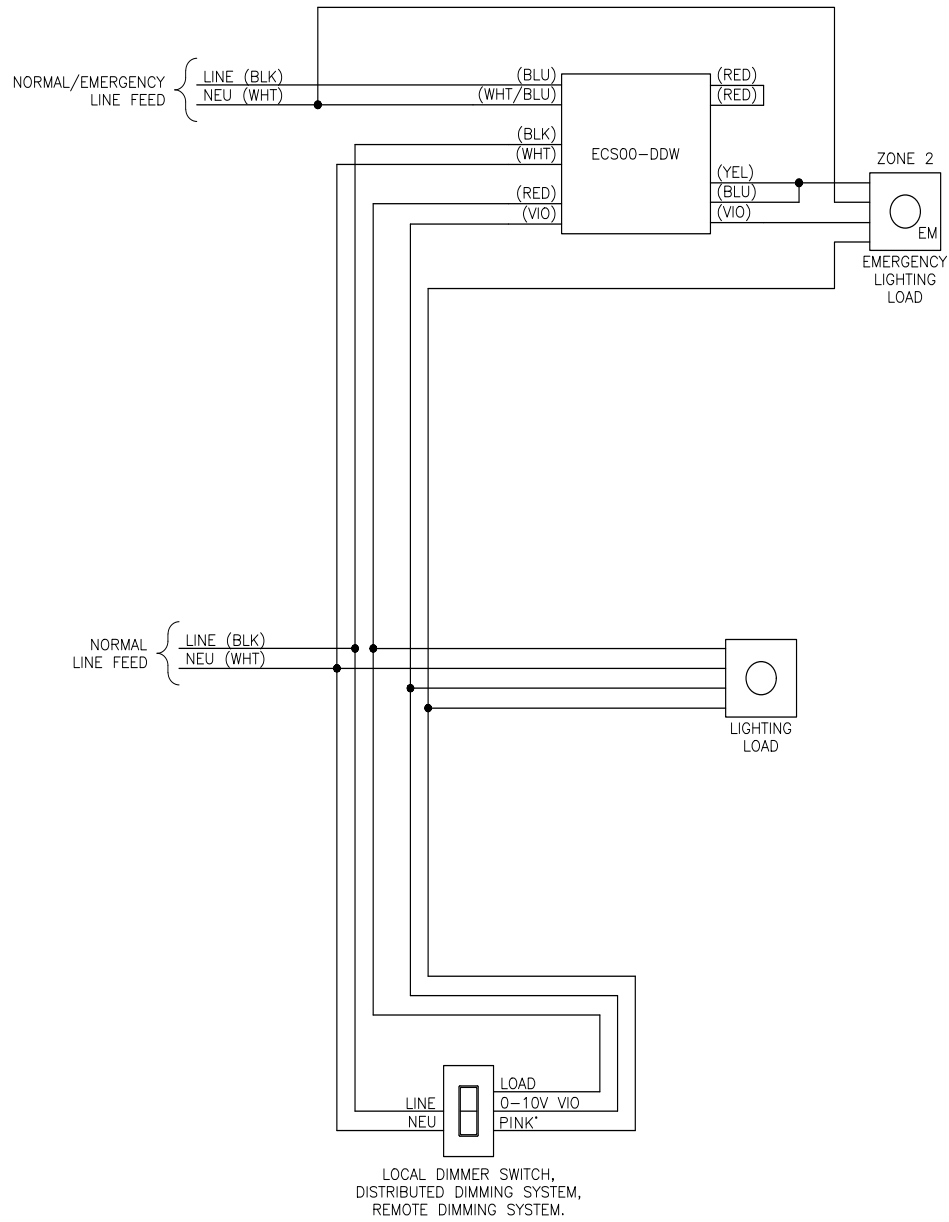 NORMAL/EMERGENCY
LINE FEED
LINE (BLK)
NEU (WHT)
(BLU)
(WHT/BLU)
(BLK)
(WHT)
(RED)
(VIO)
ECS00-DDW
(RED)
(RED)
(YEL)
(BLU)
(VIO)
ZONE 2
EM
EMERGENCY
LIGHTING
LOAD
NORMAL
LINE FEED
LINE (BLK)
NEU (WHT)
LIGHTING
LOAD
LINE
NEU
LOAD
0-10V VIO
PINK*
LOCAL DIMMER SWITCH,
DISTRIBUTED DIMMING SYSTEM,
REMOTE DIMMING SYSTEM.